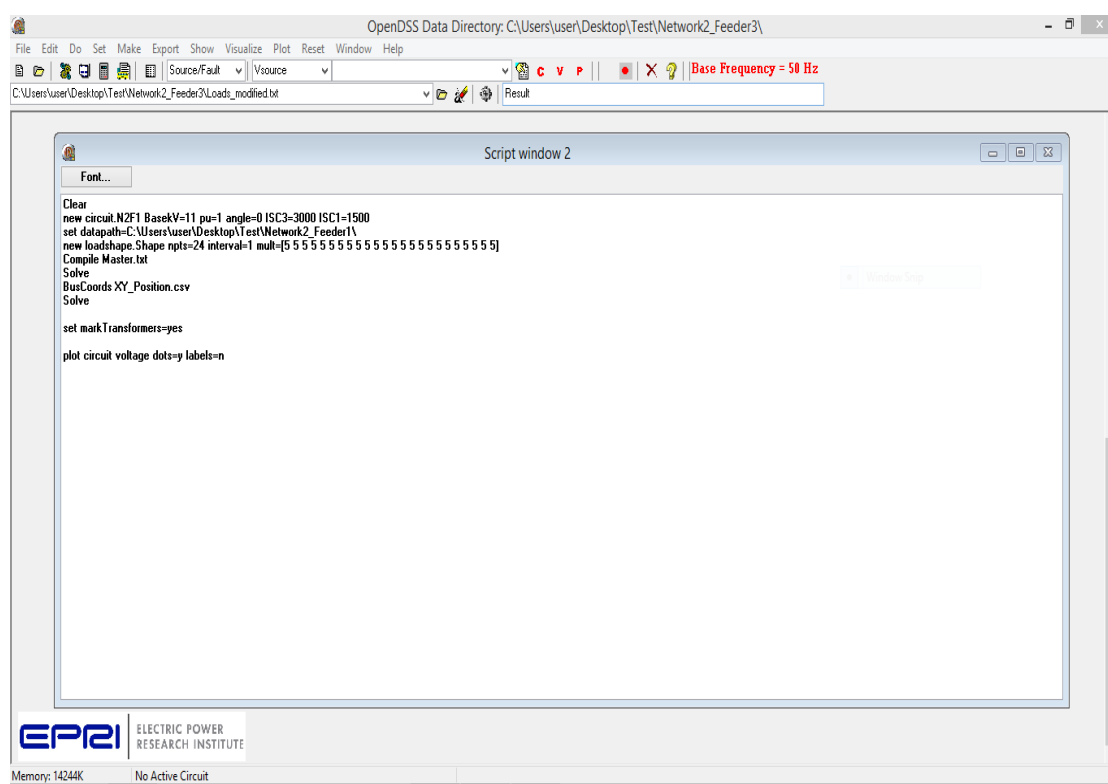 OpenDSS Data Directory: C:\Users\user\Desktop\Test\Network2_Feeder3\
File Edit Do Set Make Export Show Visualize Plot Reset Window Help
Source/Fault Vsource C V P Base Frequency = 50 Hz
C:\Users\user\Desktop\Test\Network2_Feeder3\Loads_modified.txt Result
Script window 2
Font...
Clear
new circuit.N2F1 BasekV=11 pu=1 angle=0 ISC3=3000 ISC1=1500
set datapath=C:\Users\user\Desktop\Test\Network2_Feeder1\
new loadshape.Shape npts=24 interval=1 mult=[5 5 5 5 5 5 5 5 5 5 5 5 5 5 5 5 5 5 5 5 5 5 5 5]
Compile Master.txt
Solve
BusCoords XY_Position.csv
Solve
set markTransformers=yes
plot circuit voltage dots=y labels=n
Window Snip
EPRI ELECTRIC POWER
RESEARCH INSTITUTE
Memory: 14244K No Active Circuit